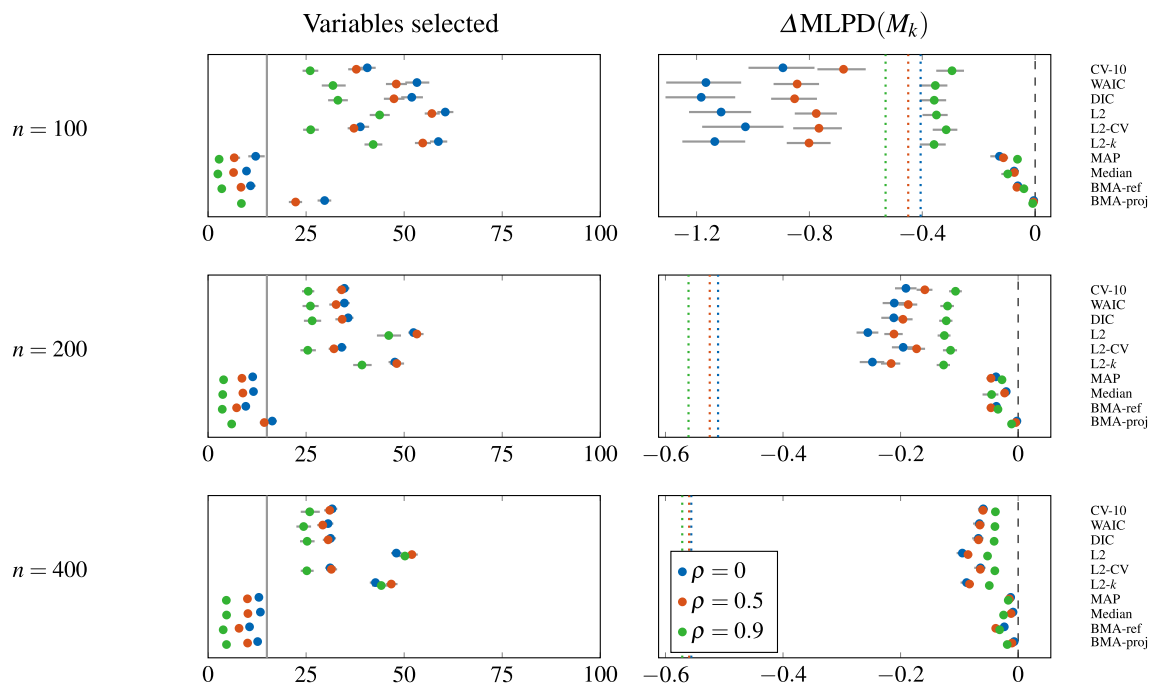 Variables selected
ΔMLPD(M_k)
n = 100
CV-10
WAIC
DIC
L2
L2-CV
L2-k
MAP
Median
BMA-ref
BMA-proj
0 25 50 75 100
−1.2 −0.8 −0.4 0
n = 200
CV-10
WAIC
DIC
L2
L2-CV
L2-k
MAP
Median
BMA-ref
BMA-proj
0 25 50 75 100
−0.6 −0.4 −0.2 0
n = 400
CV-10
WAIC
DIC
L2
L2-CV
L2-k
MAP
Median
BMA-ref
BMA-proj
ρ = 0
ρ = 0.5
ρ = 0.9
0 25 50 75 100
−0.6 −0.4 −0.2 0